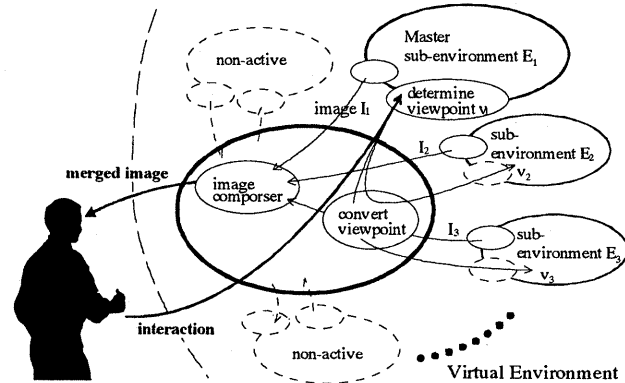 non-active
Master
sub-environment E1
determine
viewpoint v1
image I1
I2
sub-
environment E2
v2
merged image
image
comporser
convert
viewpoint
I3
sub-
environment E3
v3
interaction
non-active
Virtual Environment